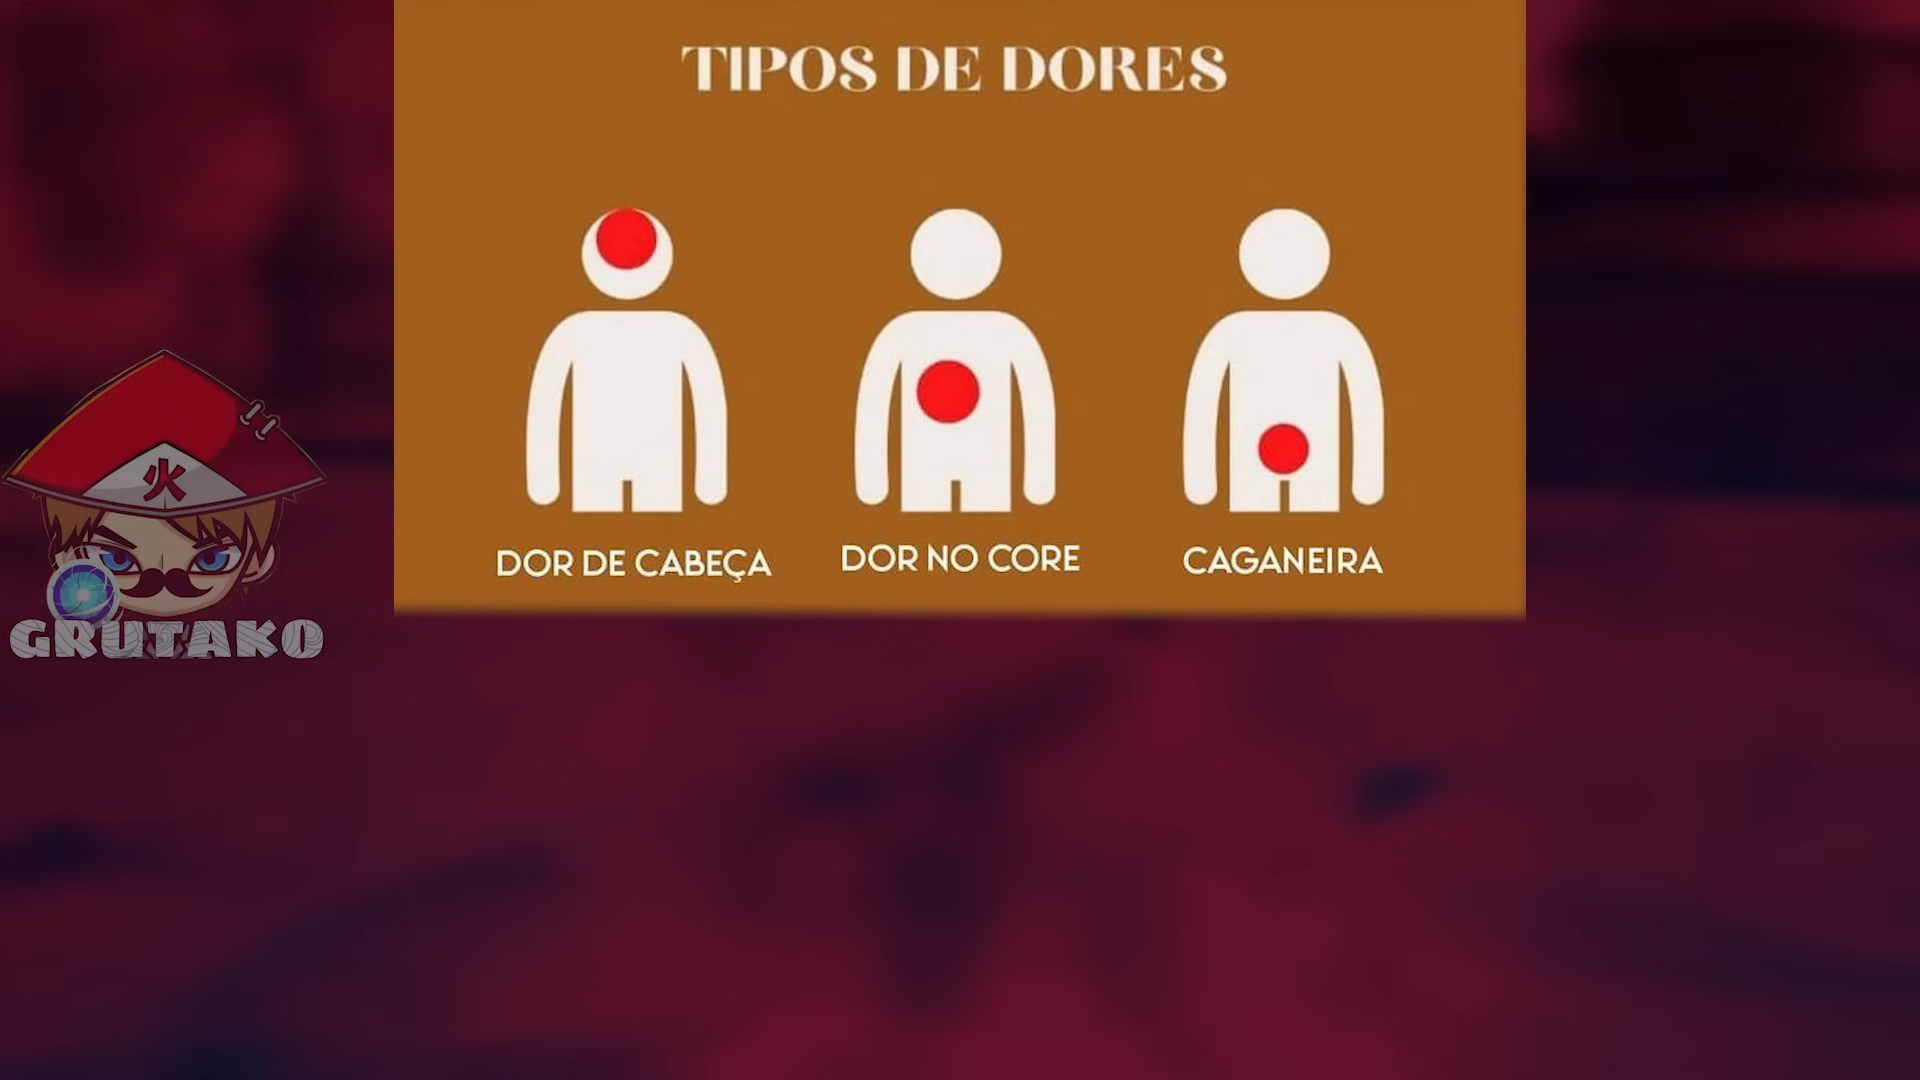 TIPOS DE DORES
DOR DE CABEÇA
DOR NO CORE
CAGANEIRA
火
GRUTAKO